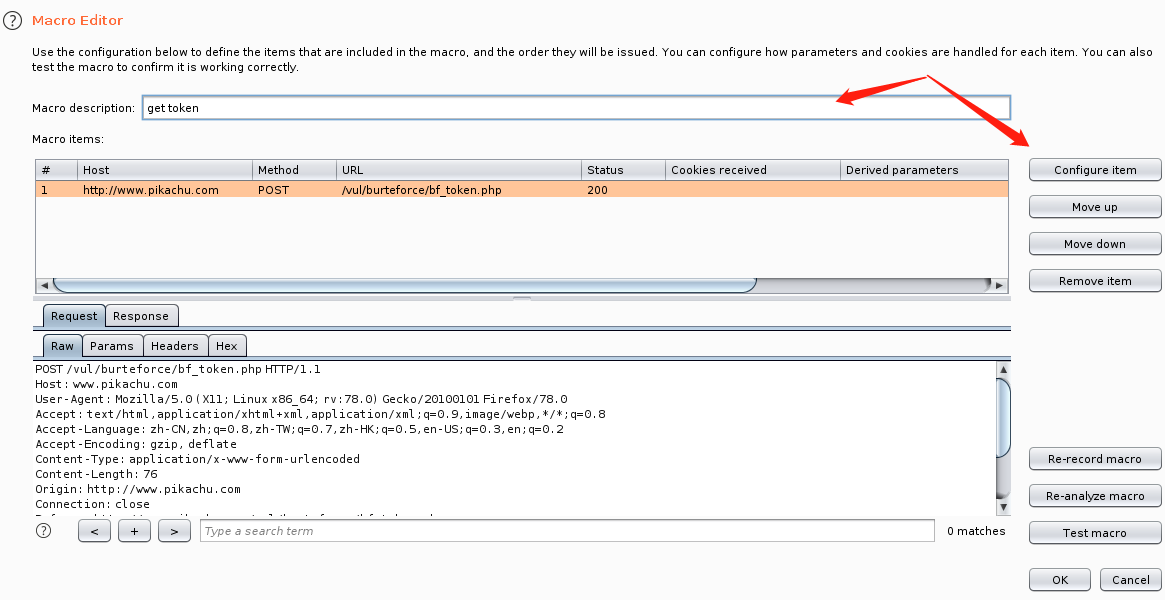 ? Macro Editor
Use the configuration below to define the items that are included in the macro, and the order they will be issued. You can configure how parameters and cookies are handled for each item. You can also
test the macro to confirm it is working correctly.
Macro description: get token
Macro items:
# Host Method URL Status Cookies received Derived parameters
1 http://www.pikachu.com POST /vul/burteforce/bf_token.php 200
Configure item
Move up
Move down
Remove item
Request Response
Raw Params Headers Hex
POST /vul/burteforce/bf_token.php HTTP/1.1
Host: www.pikachu.com
User-Agent: Mozilla/5.0 (X11; Linux x86_64; rv:78.0) Gecko/20100101 Firefox/78.0
Accept: text/html,application/xhtml+xml,application/xml;q=0.9,image/webp,*/*;q=0.8
Accept-Language: zh-CN,zh;q=0.8,zh-TW;q=0.7,zh-HK;q=0.5,en-US;q=0.3,en;q=0.2
Accept-Encoding: gzip, deflate
Content-Type: application/x-www-form-urlencoded
Content-Length: 76
Origin: http://www.pikachu.com
Connection: close
Re-record macro
Re-analyze macro
Test macro
? < + > Type a search term 0 matches
OK Cancel